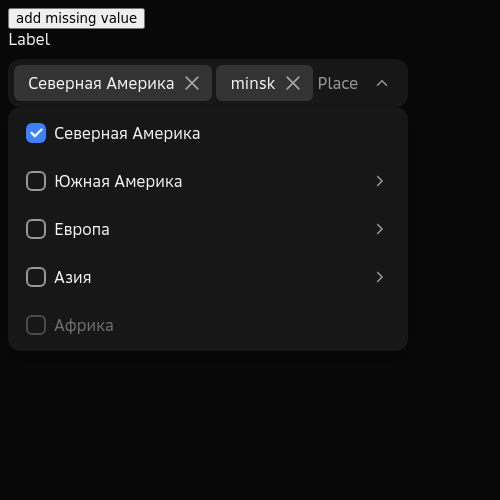 add missing value
Label
Северная Америка minsk Place
Северная Америка
Южная Америка
Европа
Азия
Африка